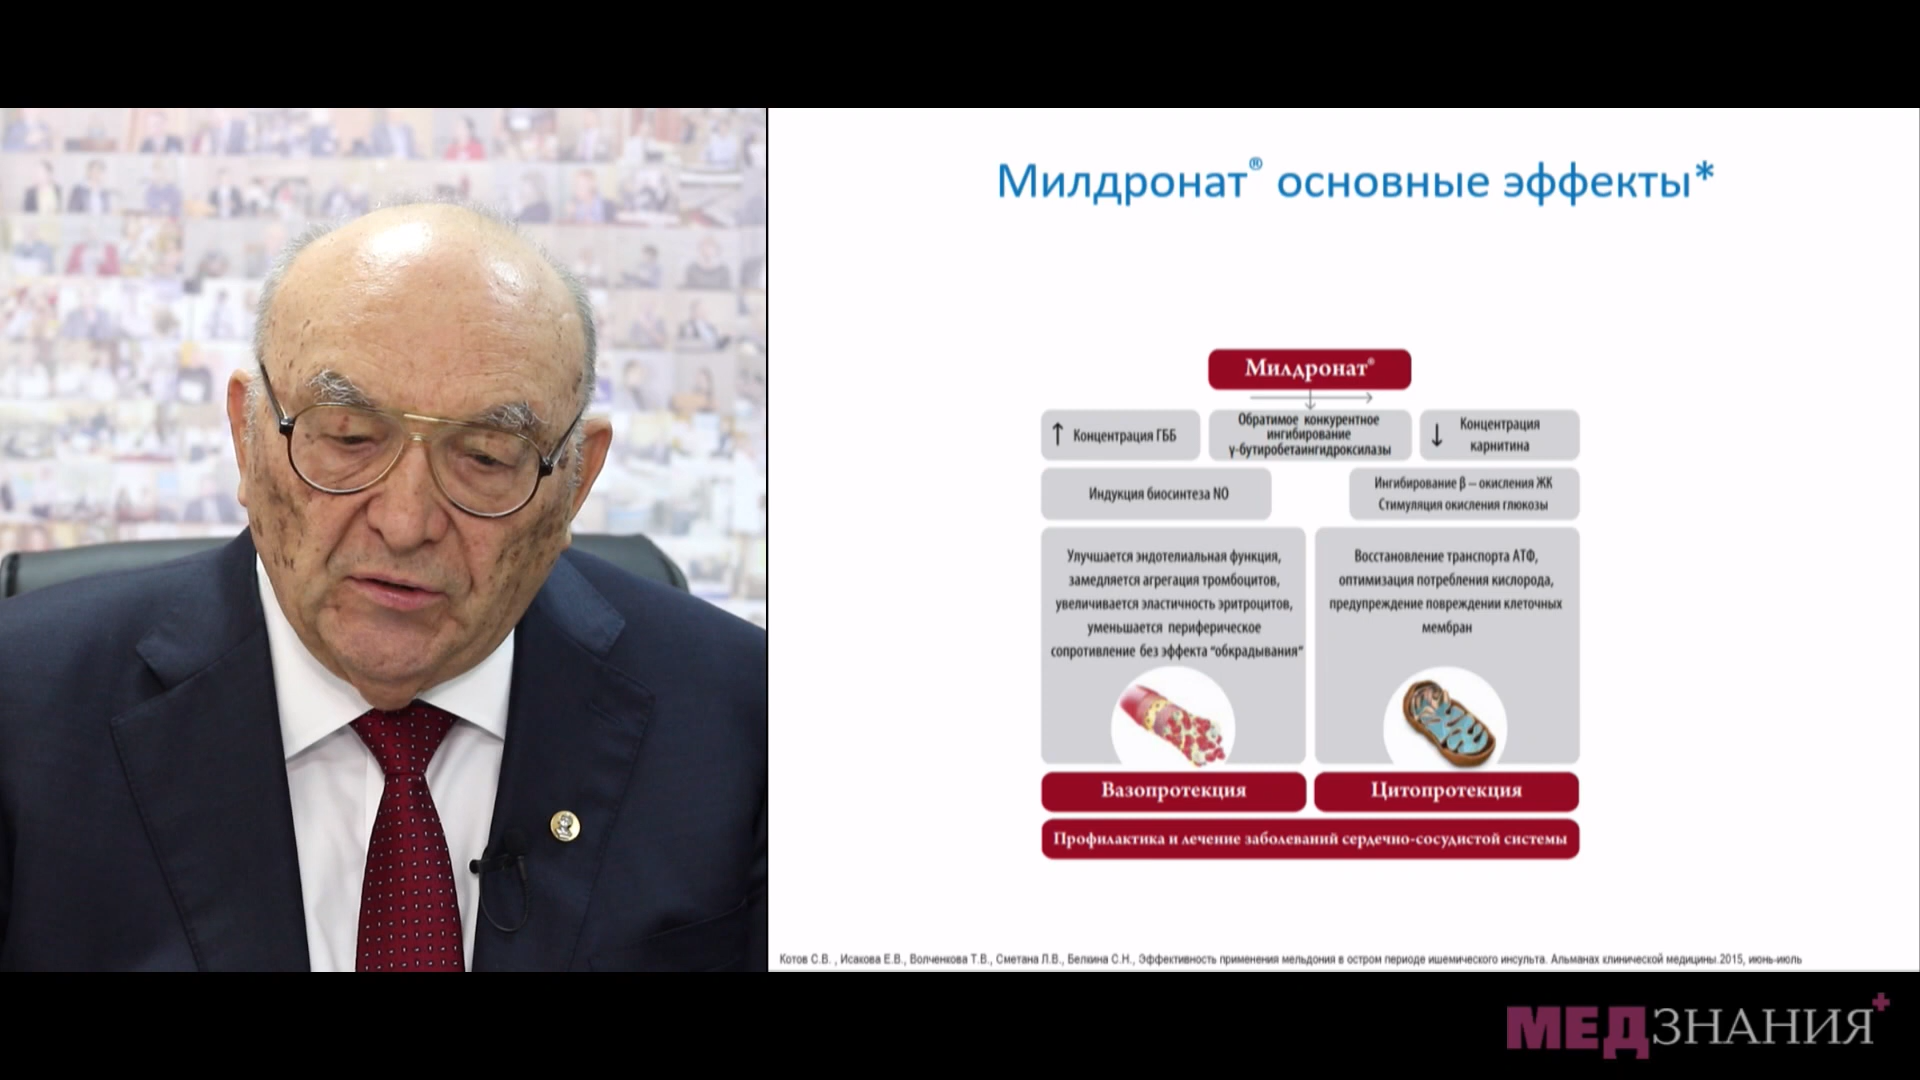 Милдронат® основные эффекты*
Милдронат®
↑ Концентрация ГББ
Обратимое конкурентное
ингибирование
γ-бутиробетаингидроксилазы
↓ Концентрация
карнитина
Индукция биосинтеза NO
Ингибирование β – окисления ЖК
Стимуляция окисления глюкозы
Улучшается эндотелиальная функция,
замедляется агрегация тромбоцитов,
увеличивается эластичность эритроцитов,
уменьшается периферическое
сопротивление без эффекта "обкрадывания"
Восстановление транспорта АТФ,
оптимизация потребления кислорода,
предупреждение повреждении клеточных
мембран
Вазопротекция
Цитопротекция
Профилактика и лечение заболеваний сердечно-сосудистой системы
Котов С.В. , Исакова Е.В., Волченкова Т.В., Сметана Л.В., Белкина С.Н., Эффективность применения мельдония в остром периоде ишемического инсульта. Альманах клинической медицины.2015, июнь-июль
МЕДЗНАНИЯ+